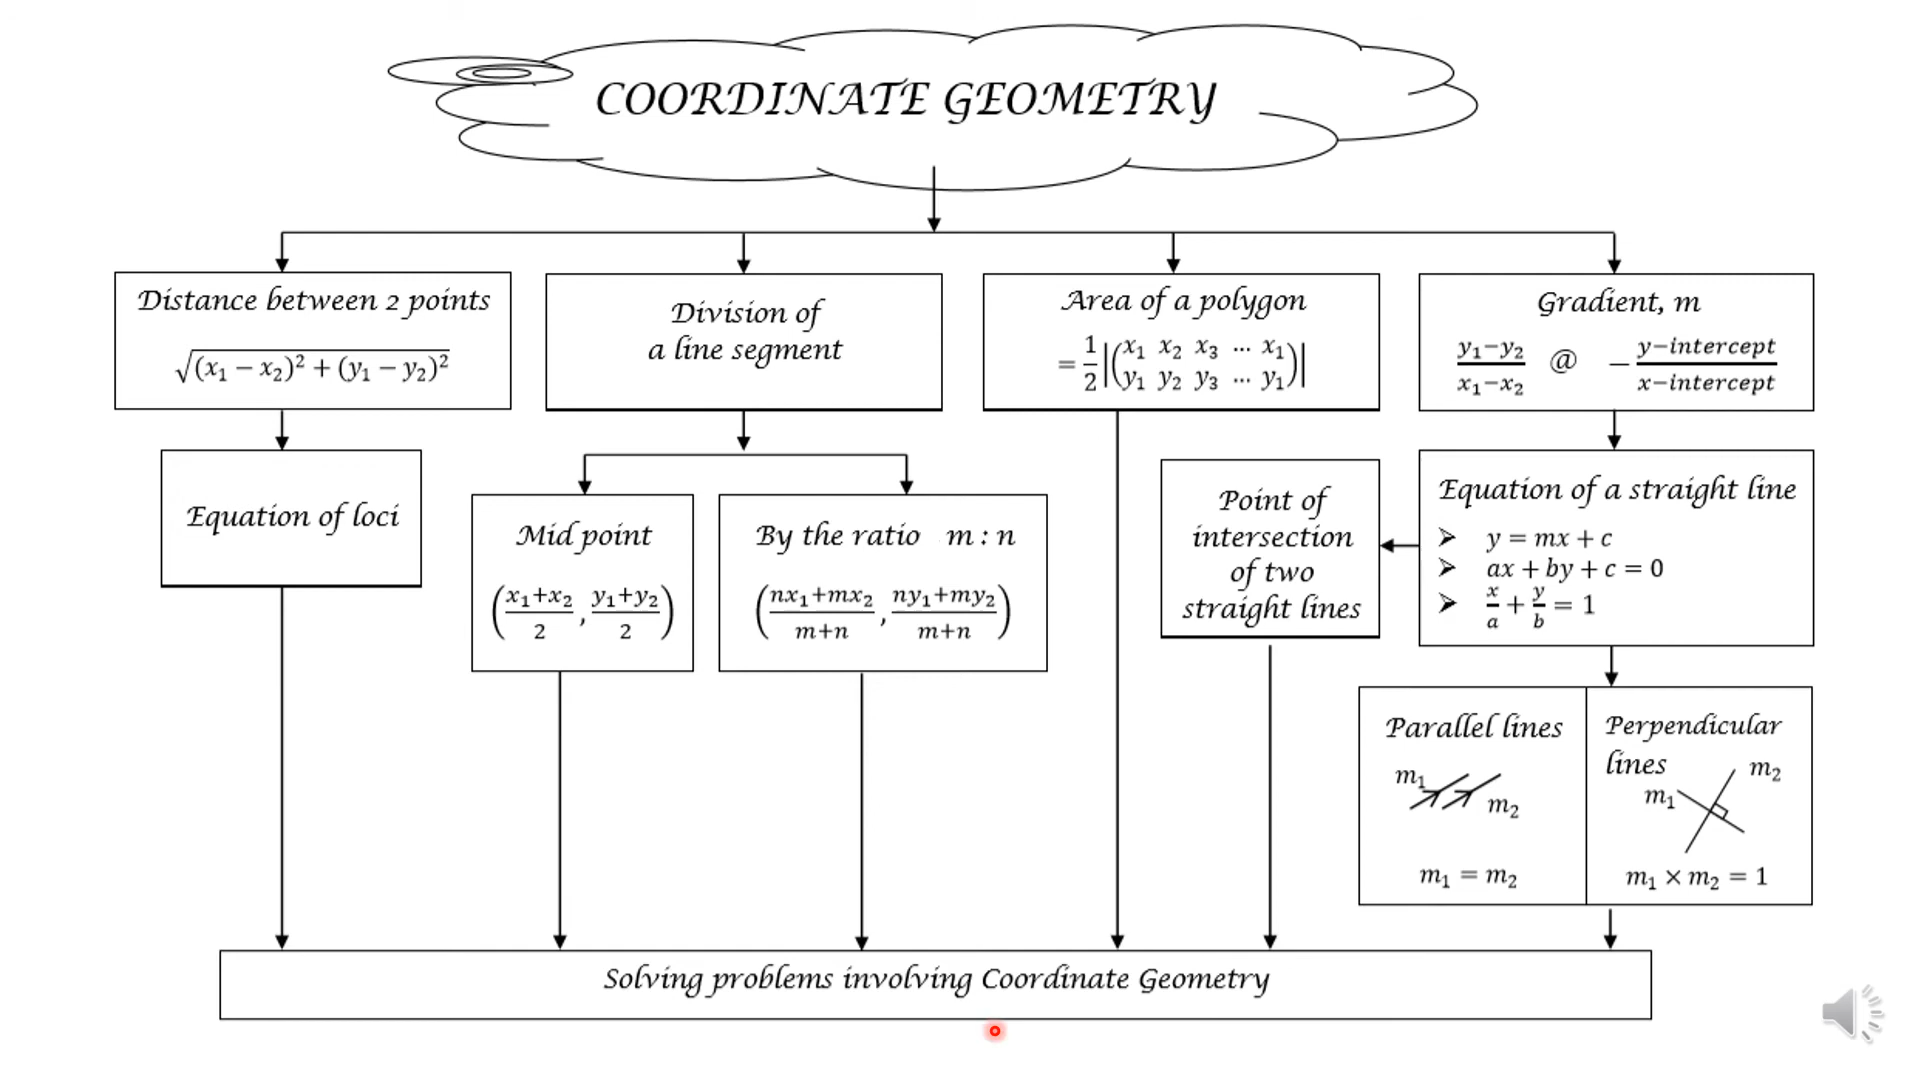 COORDINATE GEOMETRY
Distance between 2 points
√(x₁ − x₂)² + (y₁ − y₂)²
Division of
a line segment
Area of a polygon
= 1/2 |(x₁ x₂ x₃ ⋯ x₁
y₁ y₂ y₃ ⋯ y₁)|
Gradient, m
y₁−y₂/x₁−x₂ @ − y−intercept/x−intercept
Equation of loci
Mid point
(x₁+x₂/2, y₁+y₂/2)
By the ratio m : n
(nx₁+mx₂/m+n, ny₁+my₂/m+n)
Point of
intersection
of two
straight lines
Equation of a straight line
➢ y = mx + c
➢ ax + by + c = 0
➢ x/a + y/b = 1
Parallel lines
m₁
m₂
m₁ = m₂
Perpendicular
lines
m₂
m₁
m₁ × m₂ = 1
Solving problems involving Coordinate Geometry